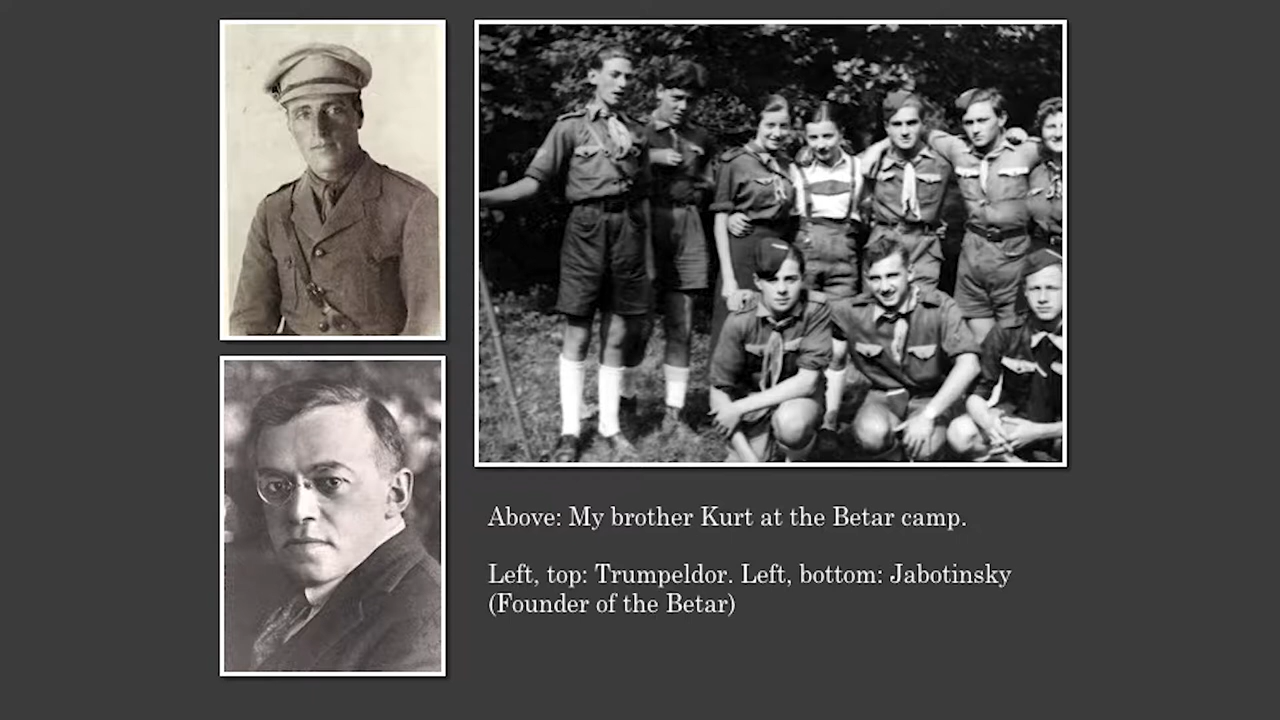 Above: My brother Kurt at the Betar camp.
Left, top: Trumpeldor. Left, bottom: Jabotinsky
(Founder of the Betar)